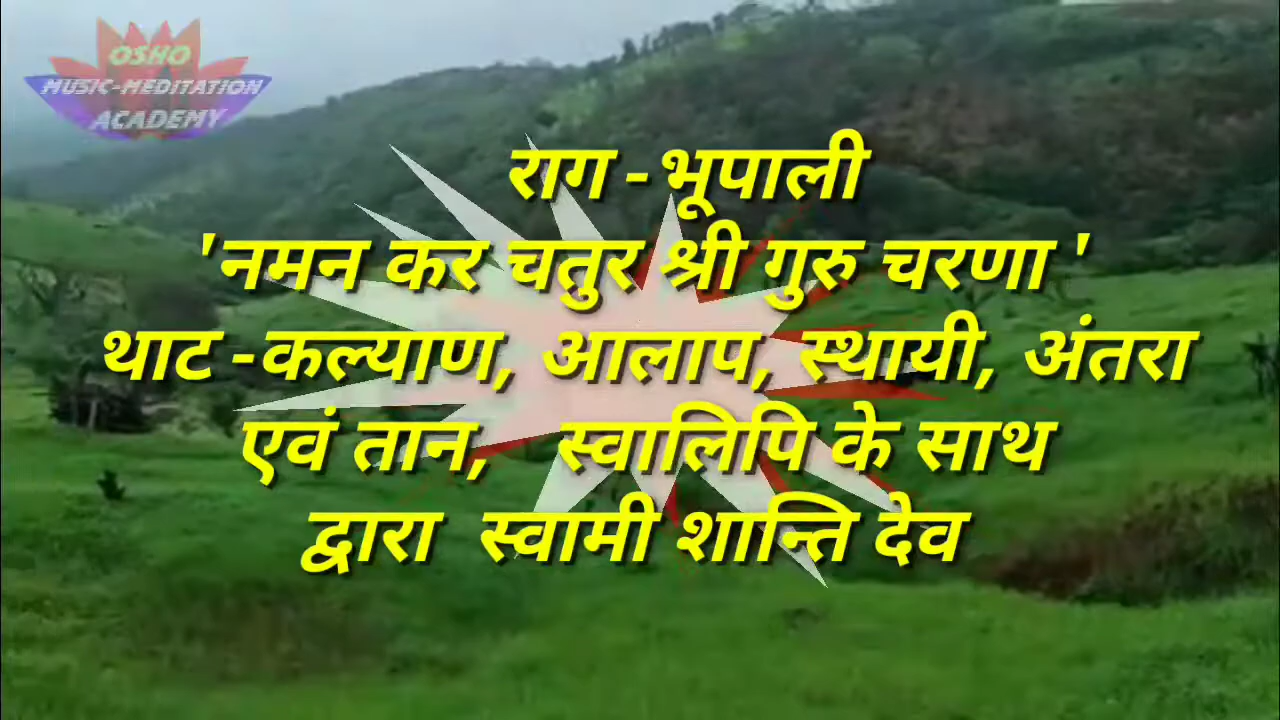 OSHO
MUSIC-MEDITATION
ACADEMY
राग -भूपाली
'नमन कर चतुर श्री गुरु चरणा '
थाट -कल्याण, आलाप, स्थायी, अंतरा
एवं तान, स्वालिपि के साथ
द्वारा स्वामी शान्ति देव